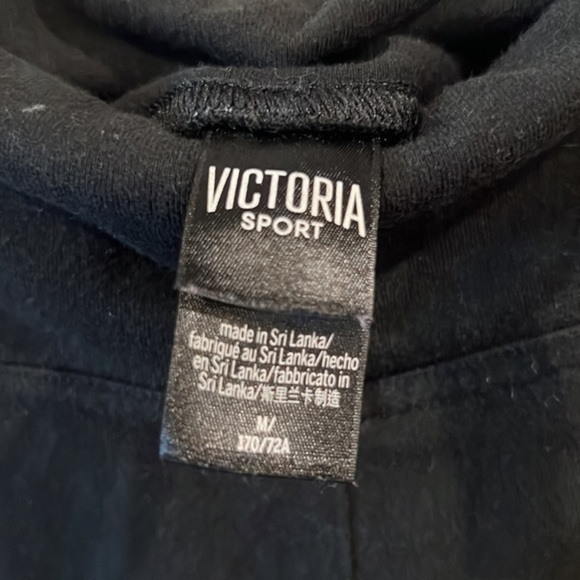 VICTORIA
SPORT
made in Sri Lanka/
fabriqué au Sri Lanka/hecho
en Sri Lanka/fabbricato in
Sri Lanka/斯里兰卡制造
M/
170/72A